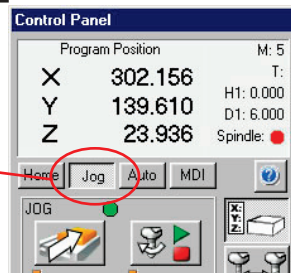 Control Panel
Program Position M: 5
X 302.156 T:
H1: 0.000
Y 139.610 D1: 6.000
Z 23.936 Spindle:
Home Jog Auto MDI ?
JOG X:
Y:
Z: